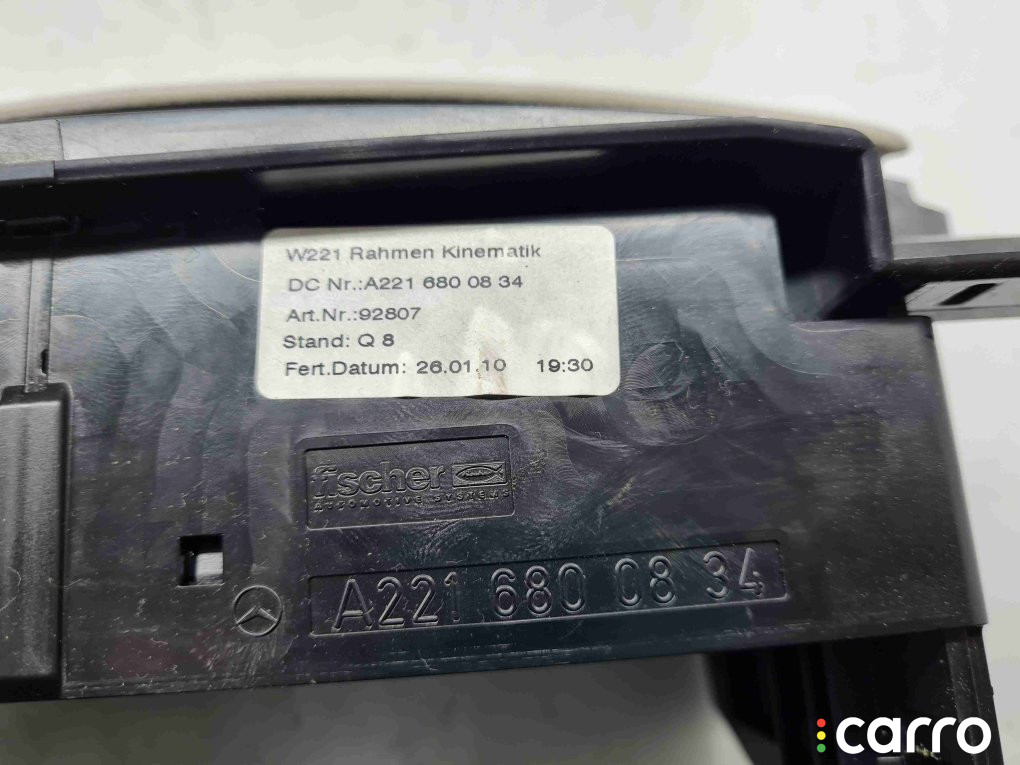 W221 Rahmen Kinematik
DC Nr.:A221 680 08 34
Art.Nr.:92807
Stand: Q 8
Fert.Datum: 26.01.10 19:30
fischer
AUTOMOTIVE SYSTEMS
A221 680 08 34
carro